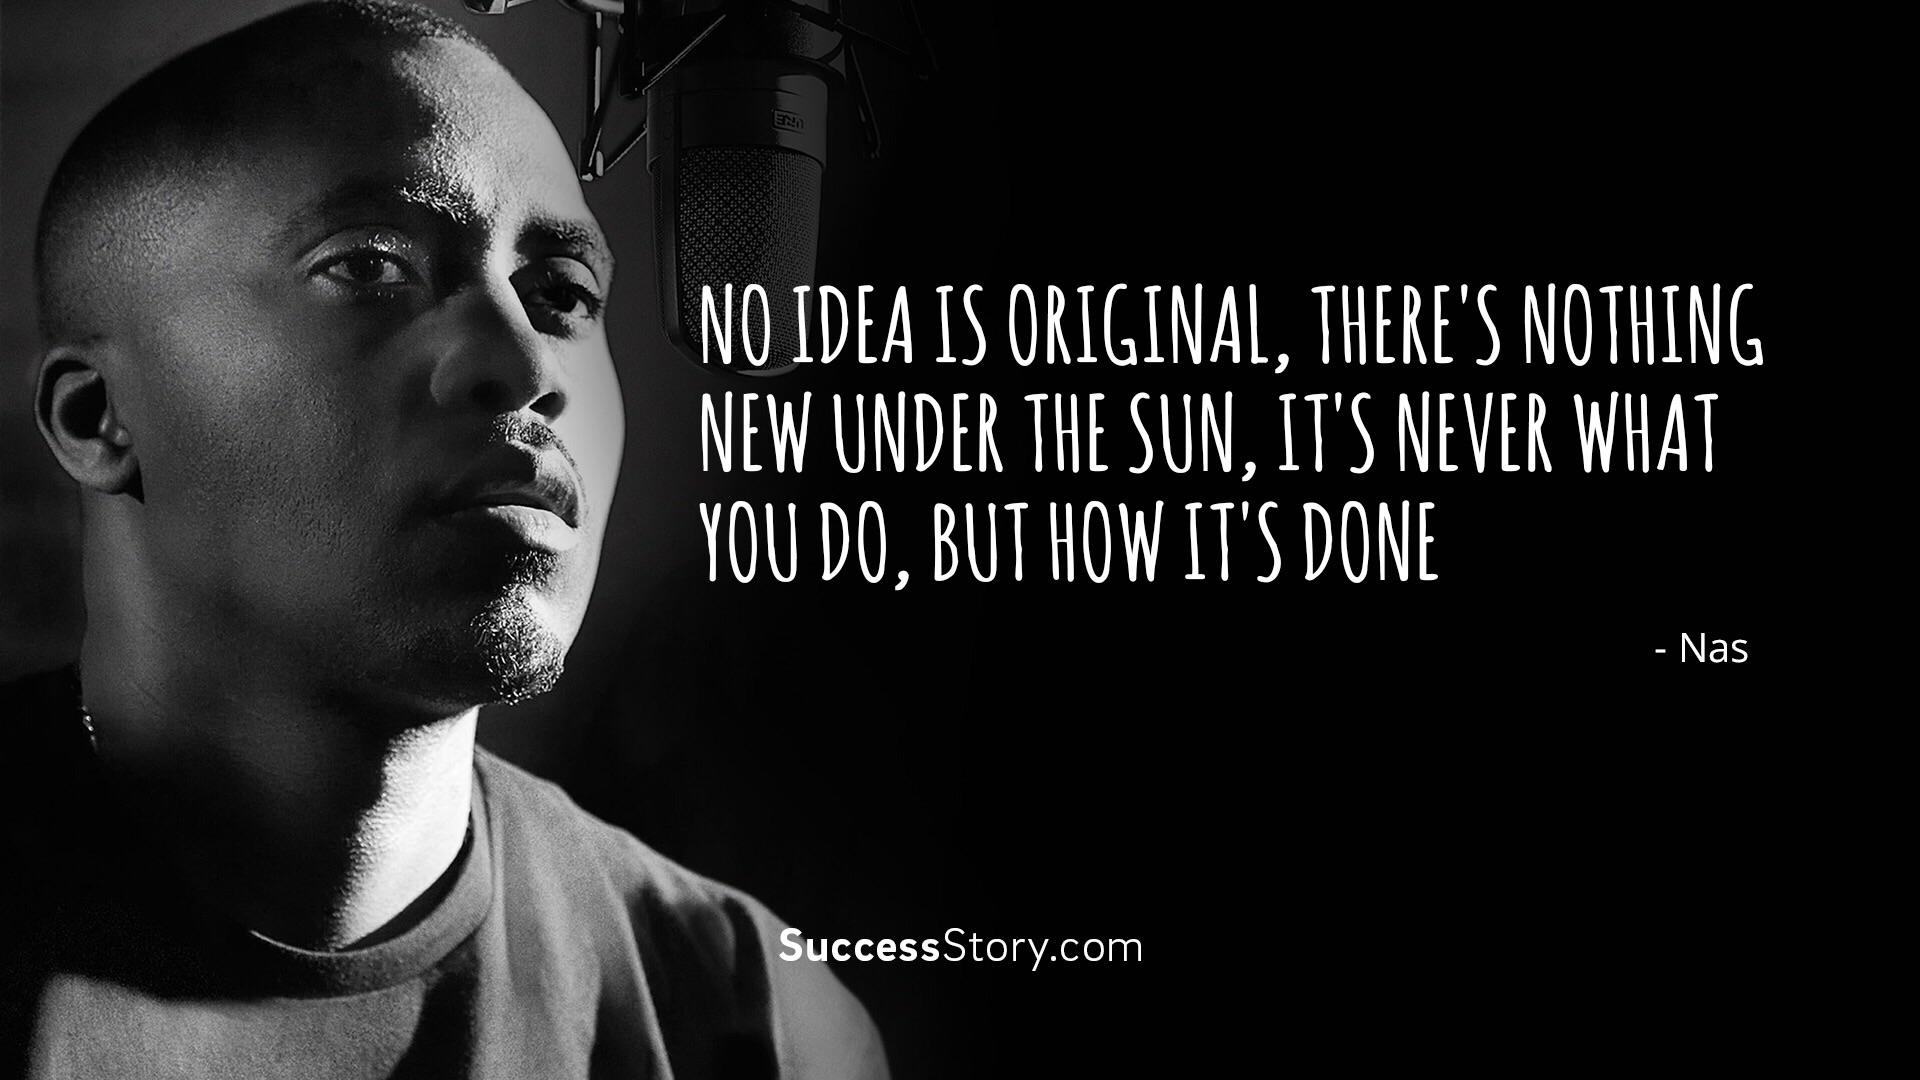 NO IDEA IS ORIGINAL, THERE'S NOTHING
NEW UNDER THE SUN, IT'S NEVER WHAT
YOU DO, BUT HOW IT'S DONE
- Nas
SuccessStory.com